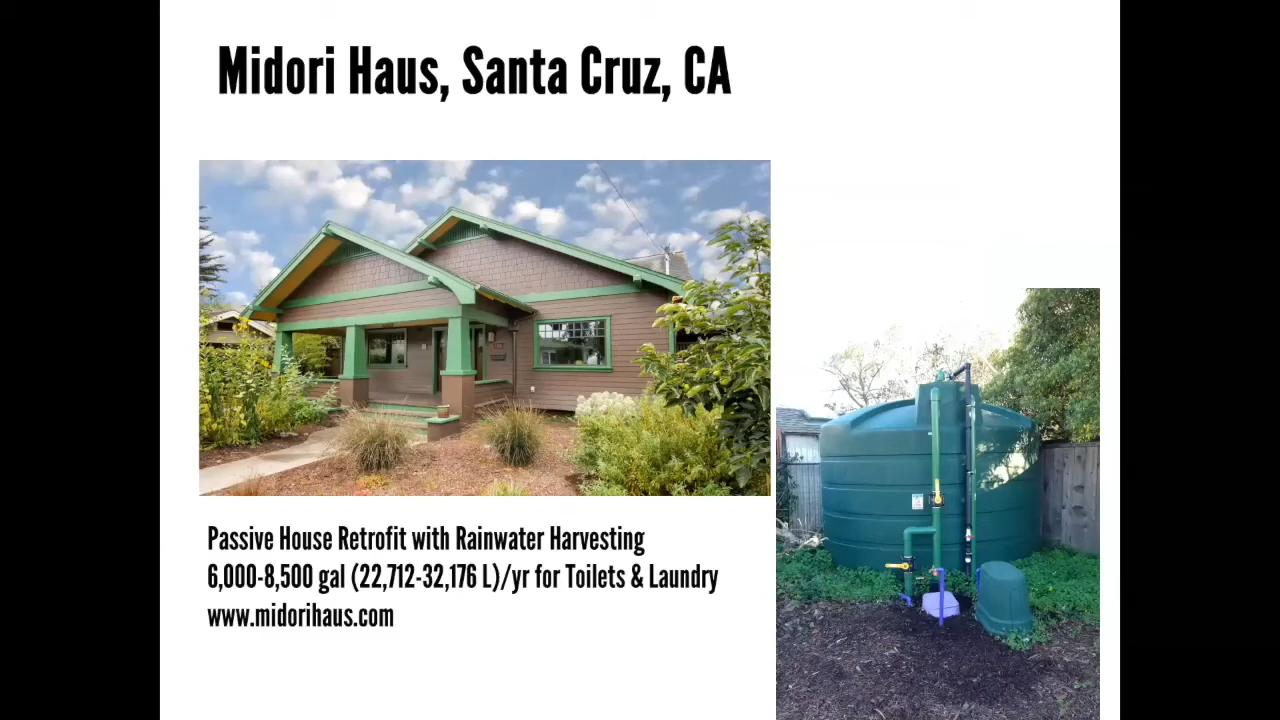 Midori Haus, Santa Cruz, CA
Passive House Retrofit with Rainwater Harvesting
6,000-8,500 gal (22,712-32,176 L)/yr for Toilets & Laundry
www.midorihaus.com